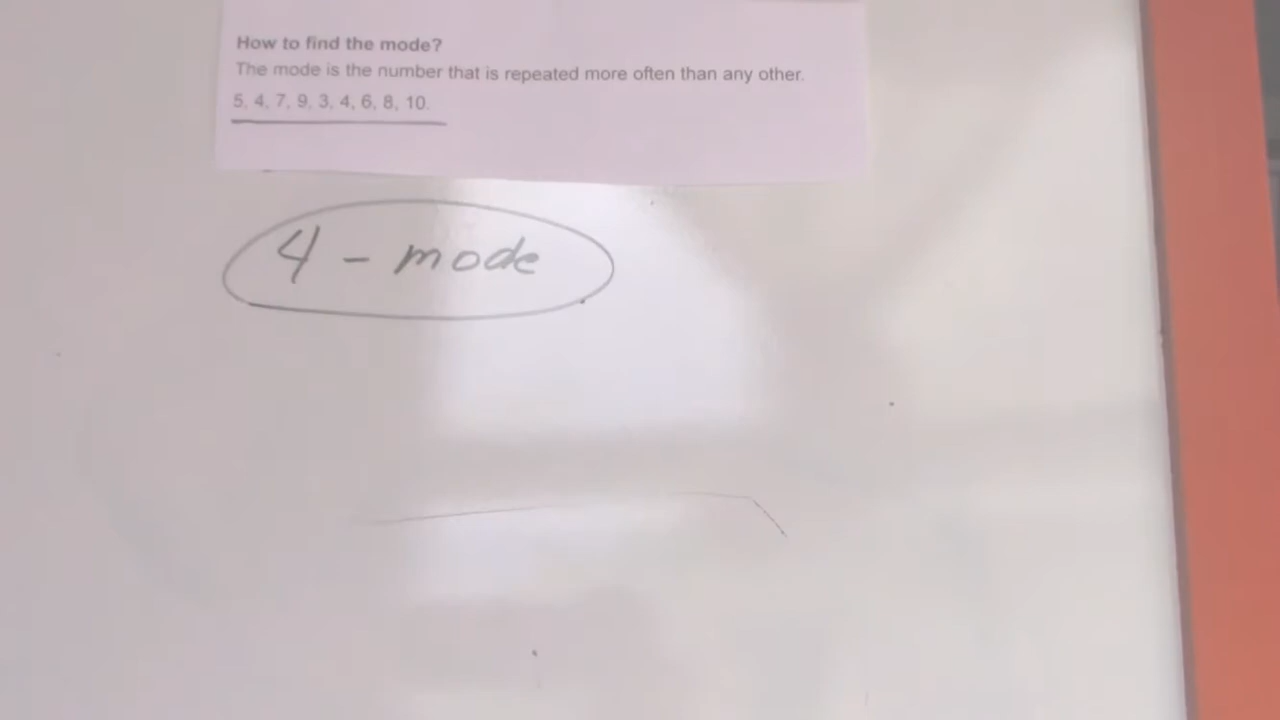 How to find the mode?
The mode is the number that is repeated more often than any other.
5, 4, 7, 9, 3, 4, 6, 8, 10.
4 - mode